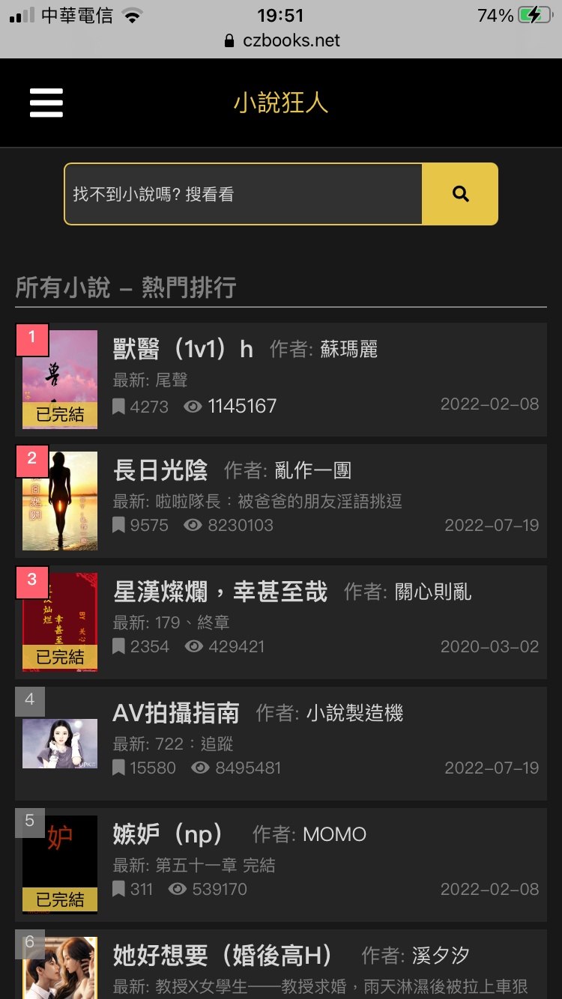 中華電信 19:51 74%
czbooks.net
小說狂人
找不到小說嗎? 搜看看
所有小說 – 熱門排行
1
獸醫（1v1）h 作者: 蘇瑪麗
最新: 尾聲
4273 1145167 2022-02-08
已完結
2
長日光陰 作者: 亂作一團
最新: 啦啦隊長：被爸爸的朋友淫語挑逗
9575 8230103 2022-07-19
3
星漢燦爛，幸甚至哉 作者: 關心則亂
最新: 179、終章
2354 429421 2020-03-02
已完結
4
AV拍攝指南 作者: 小說製造機
最新: 722：追蹤
15580 8495481 2022-07-19
5
妒
嫉妒（np） 作者: MOMO
最新: 第五十一章 完結
311 539170 2022-02-08
已完結
6
她好想要（婚後高H） 作者: 溪夕汐
最新: 教授X女學生——教授求婚，雨天淋濕後被拉上車狠